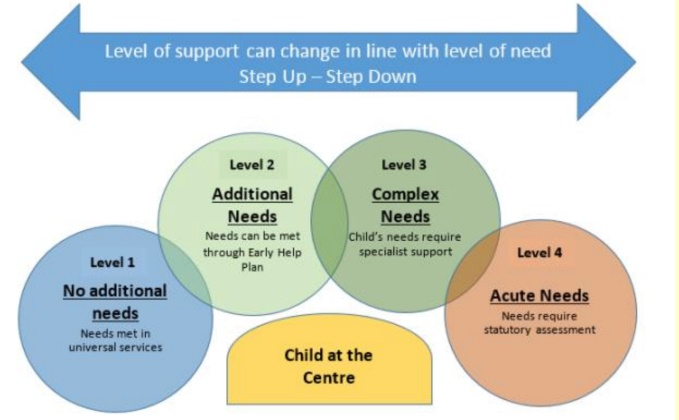 Level of support can change in line with level of need
Step Up – Step Down
Level 1
No additional
needs
Needs met in
universal services
Level 2
Additional
Needs
Needs can be met
through Early Help
Plan
Level 3
Complex
Needs
Child's needs require
specialist support
Level 4
Acute Needs
Needs require
statutory assessment
Child at the
Centre